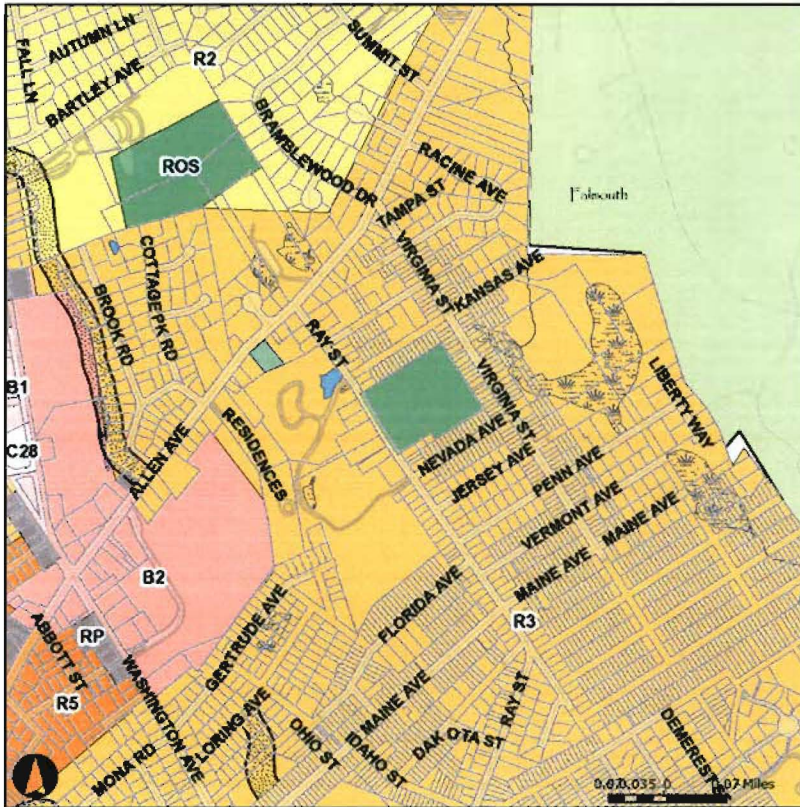 AUTUMN LN
FALL LN
R2
SUMMIT ST
BARTLEY AVE
BRAMBLEWOOD DR
ROS
RACINE AVE
TAMPA ST
Falmouth
VIRGINIA ST
KANSAS AVE
COTTAGE PK RD
BROOK RD
RAY ST
VIRGINIA ST
LIBERTY WAY
B1
C28
ALLEN AVE
RESIDENCES
NEVADA AVE
JERSEY AVE
PENN AVE
VERMONT AVE
MAINE AVE
MAINE AVE
B2
FLORIDA AVE
GERTRUDE AVE
R3
RP
ABBOTT ST
R5
WASHINGTON AVE
LORING AVE
MAINE AVE
RAY ST
OHIO ST
IDAHO ST
DAKOTA ST
MONA RD
0.07 Miles